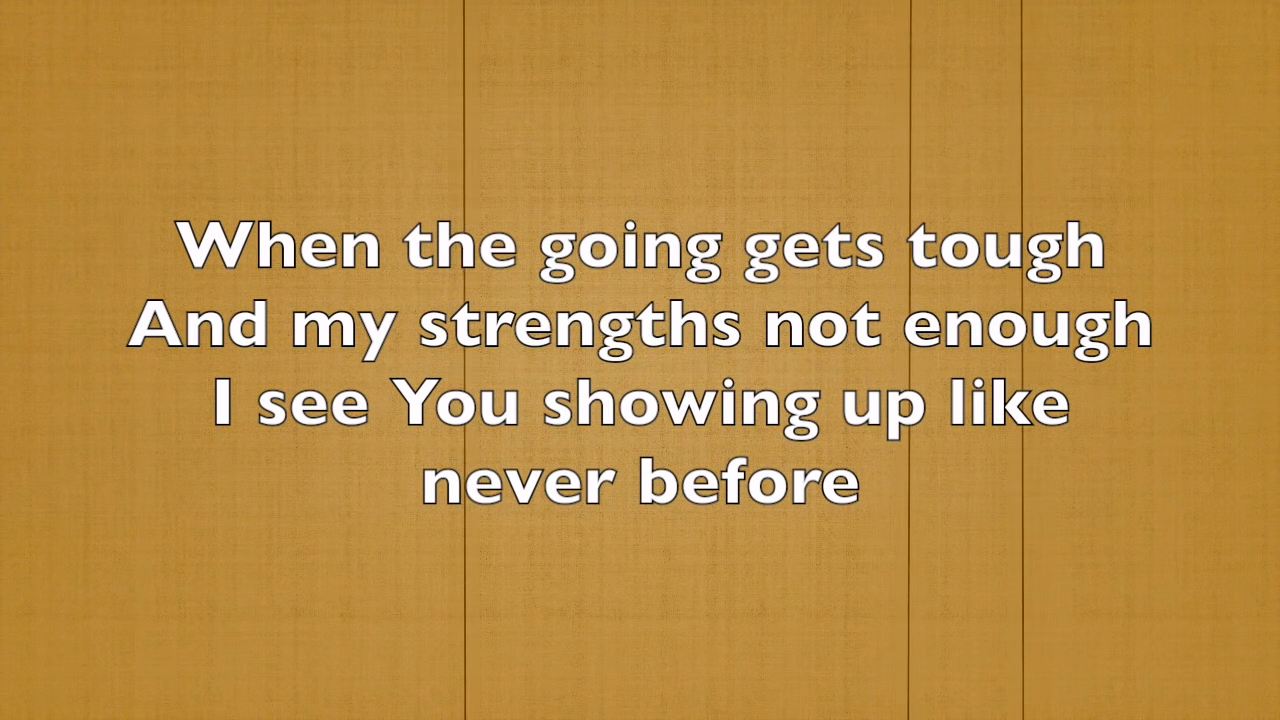 When the going gets tough
And my strengths not enough
I see You showing up like
never before